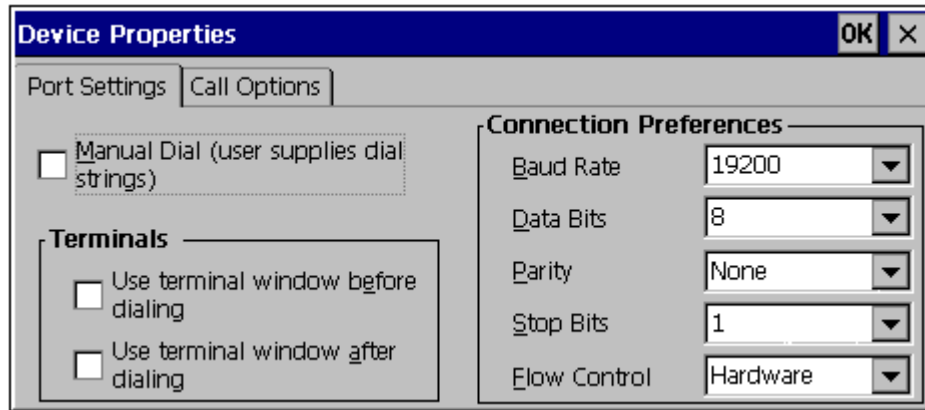 Device Properties OK ×
Port Settings Call Options
Manual Dial (user supplies dial
strings)
Terminals
Use terminal window before
dialing
Use terminal window after
dialing
Connection Preferences
Baud Rate 19200
Data Bits 8
Parity None
Stop Bits 1
Flow Control Hardware